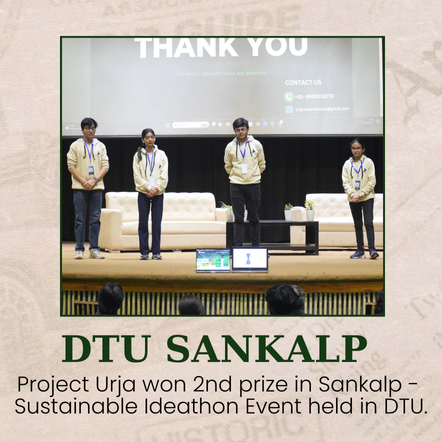 THANK YOU
CONTACT US
DTU SANKALP
Project Urja won 2nd prize in Sankalp -
Sustainable Ideathon Event held in DTU.